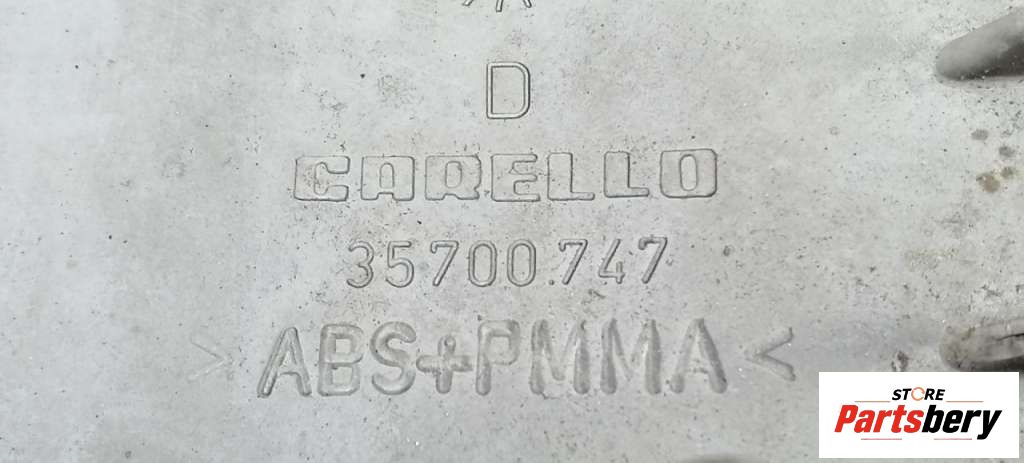 D
CARELLO
35700.747
>ABS+PMMA<
STORE
Partsbery